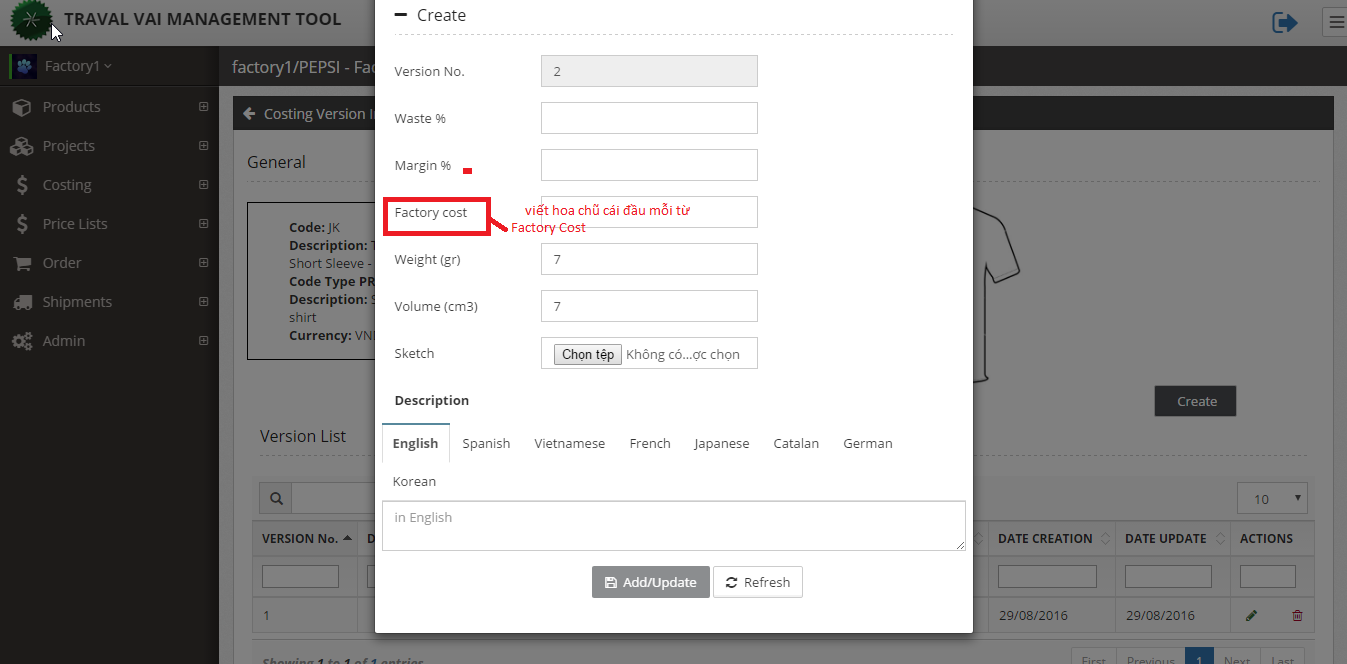 TRAVAL VAI MANAGEMENT TOOL
Create
Factory1
factory1/PEPSI - Fac
Products
Projects
Costing
Price Lists
Order
Shipments
Admin
Costing Version I
General
Code: JK
Description:
Short Sleeve -
Code Type PR
Description: S
shirt
Currency: VN
Version No.
2
Waste %
Margin %
Factory cost
viết hoa chũ cái đầu mỗi từ
Factory Cost
Weight (gr)
7
Volume (cm3)
7
Sketch
Chọn tệp
Không có...ợc chọn
Description
English
Spanish
Vietnamese
French
Japanese
Catalan
German
Korean
in English
Add/Update
Refresh
Create
Version List
10
VERSION No.
D
DATE CREATION
DATE UPDATE
ACTIONS
1
29/08/2016
29/08/2016
Showing 1 to 1 of 1 entries
First
Previous
1
Next
Last